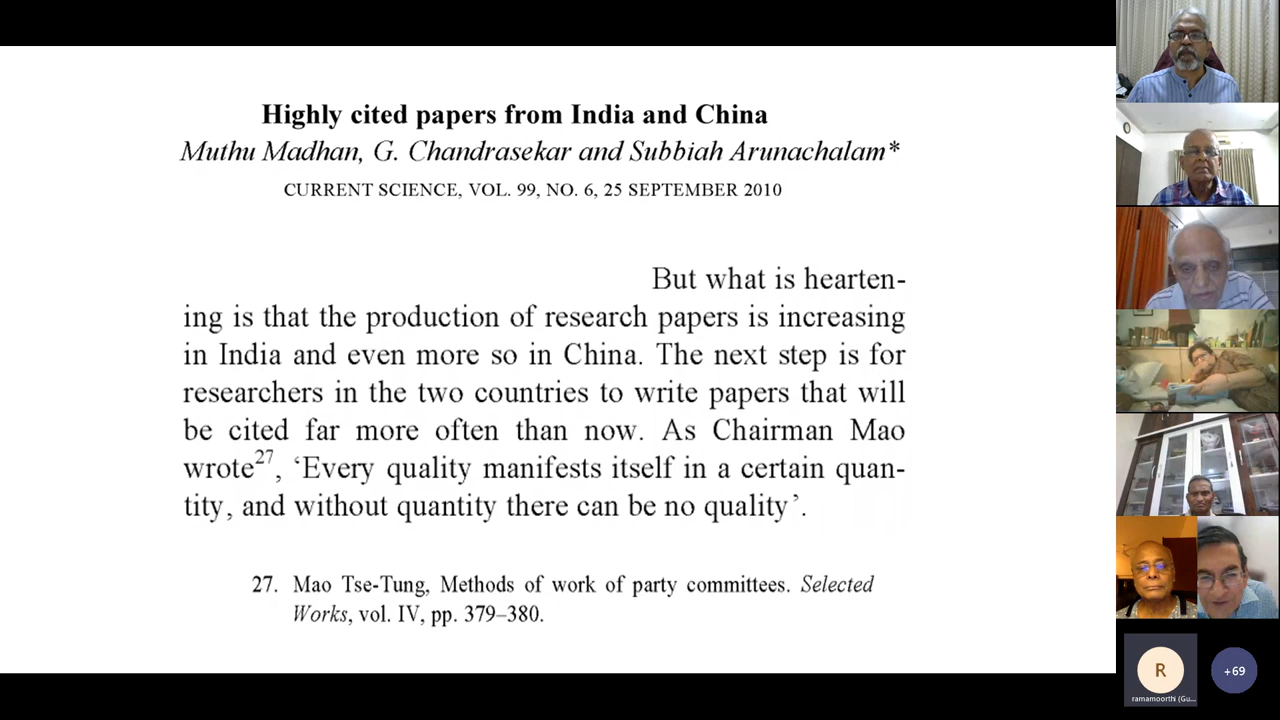 Highly cited papers from India and China
Muthu Madhan, G. Chandrasekar and Subbiah Arunachalam*
CURRENT SCIENCE, VOL. 99, NO. 6, 25 SEPTEMBER 2010
But what is hearten-
ing is that the production of research papers is increasing
in India and even more so in China. The next step is for
researchers in the two countries to write papers that will
be cited far more often than now. As Chairman Mao
wrote27, ‘Every quality manifests itself in a certain quan-
tity, and without quantity there can be no quality’.
27. Mao Tse-Tung, Methods of work of party committees. Selected
Works, vol. IV, pp. 379–380.
R
ramamoorthi (Gu...
+69